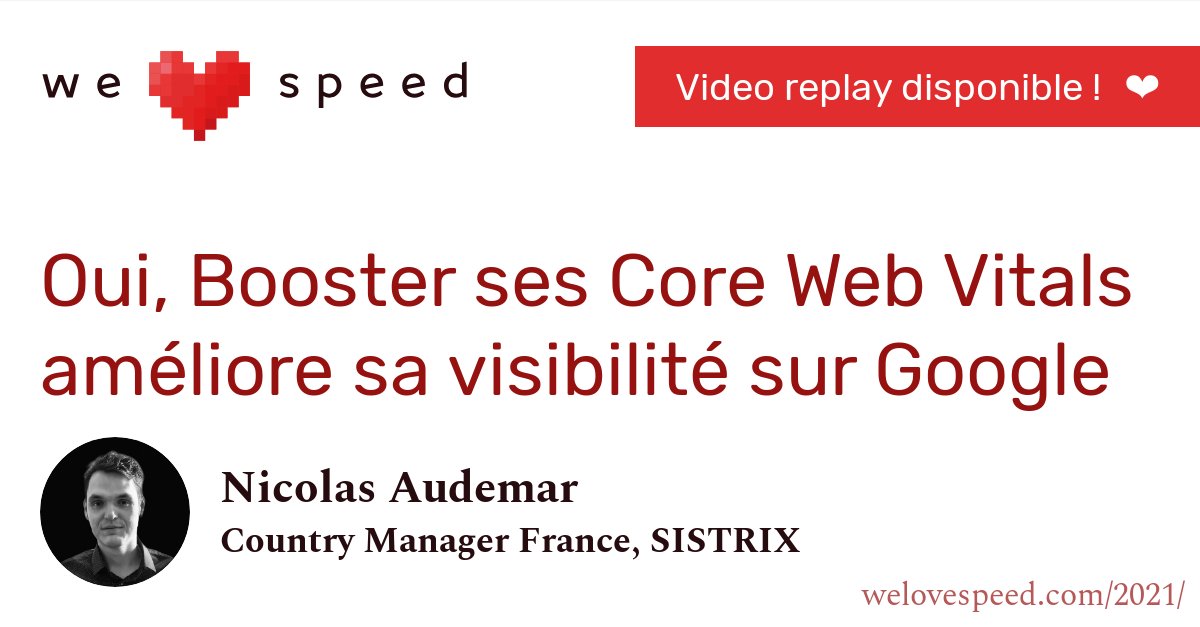 we speed
Video replay disponible ! ❤
Oui, Booster ses Core Web Vitals
améliore sa visibilité sur Google
Nicolas Audemar
Country Manager France, SISTRIX
welovespeed.com/2021/